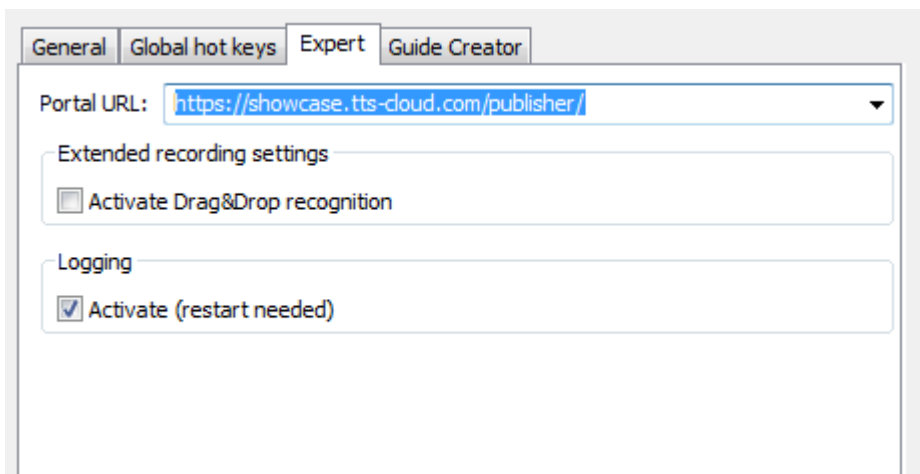 General Global hot keys Expert Guide Creator
Portal URL: https://showcase.tts-cloud.com/publisher/
Extended recording settings
Activate Drag&Drop recognition
Logging
Activate (restart needed)